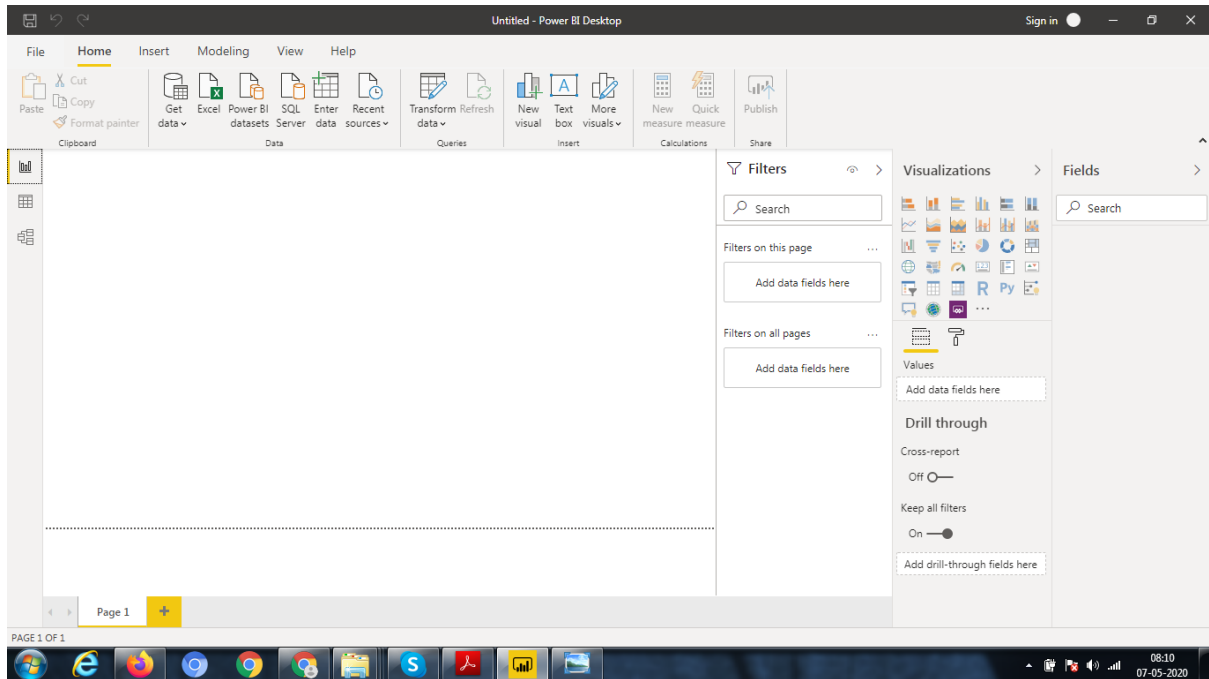 Untitled - Power BI Desktop
Sign in
File Home Insert Modeling View Help
Paste
Cut
Copy
Format painter
Clipboard
Get data
Excel
Power BI datasets
SQL Server
Enter data
Recent sources
Data
Transform data
Refresh
Queries
New visual
Text box
More visuals
Insert
New measure
Quick measure
Calculations
Publish
Share
Filters
Search
Filters on this page ...
Add data fields here
Filters on all pages ...
Add data fields here
Visualizations
R Py
Values
Add data fields here
Drill through
Cross-report
Off
Keep all filters
On
Add drill-through fields here
Fields
Search
Page 1
PAGE 1 OF 1
08:10
07-05-2020